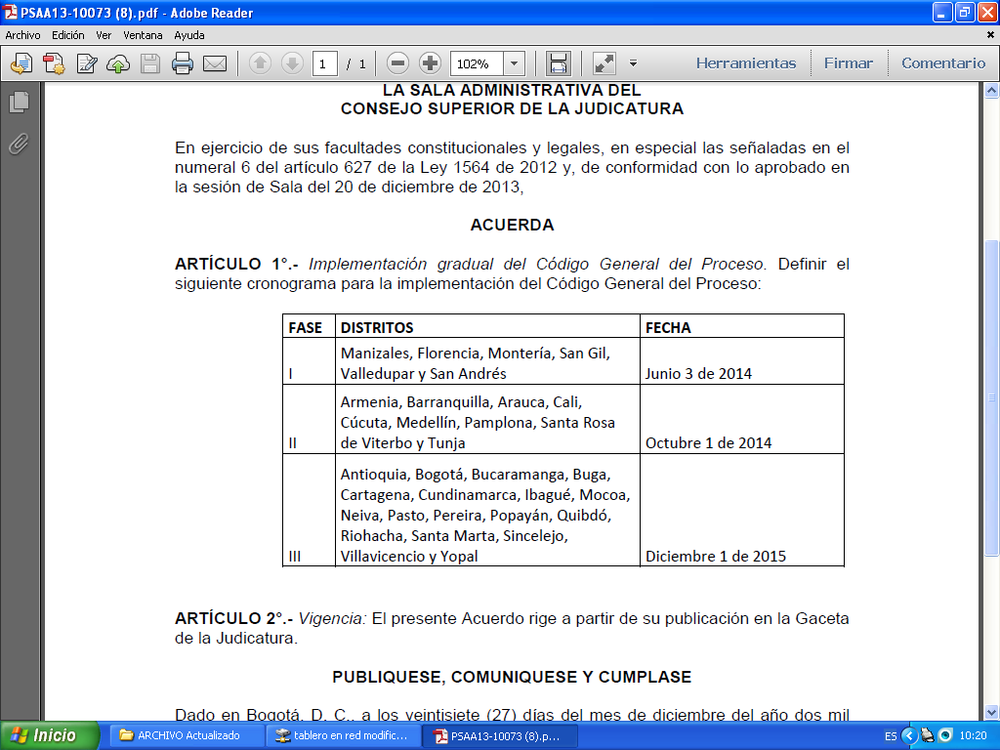 PSAA13-10073 (8).pdf - Adobe Reader
Archivo Edición Ver Ventana Ayuda
1 / 1 102% Herramientas Firmar Comentario
LA SALA ADMINISTRATIVA DEL
CONSEJO SUPERIOR DE LA JUDICATURA
En ejercicio de sus facultades constitucionales y legales, en especial las señaladas en el
numeral 6 del artículo 627 de la Ley 1564 de 2012 y, de conformidad con lo aprobado en
la sesión de Sala del 20 de diciembre de 2013,
ACUERDA
ARTÍCULO 1°.- Implementación gradual del Código General del Proceso. Definir el
siguiente cronograma para la implementación del Código General del Proceso:
FASE DISTRITOS FECHA
Manizales, Florencia, Montería, San Gil,
I Valledupar y San Andrés Junio 3 de 2014
Armenia, Barranquilla, Arauca, Cali,
Cúcuta, Medellín, Pamplona, Santa Rosa
II de Viterbo y Tunja Octubre 1 de 2014
Antioquia, Bogotá, Bucaramanga, Buga,
Cartagena, Cundinamarca, Ibagué, Mocoa,
Neiva, Pasto, Pereira, Popayán, Quibdó,
Riohacha, Santa Marta, Sincelejo,
III Villavicencio y Yopal Diciembre 1 de 2015
ARTÍCULO 2°.- Vigencia: El presente Acuerdo rige a partir de su publicación en la Gaceta
de la Judicatura.
PUBLIQUESE, COMUNIQUESE Y CUMPLASE
Dado en Bogotá, D. C., a los veintisiete (27) días del mes de diciembre del año dos mil
Inicio ARCHIVO Actualizado tablero en red modific... PSAA13-10073 (8).p... ES 10:20